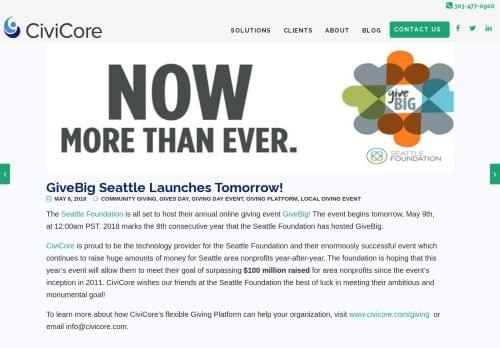 303-477-0900
CiviCore
SOLUTIONS CLIENTS ABOUT BLOG CONTACT US
NOW
MORE THAN EVER.
give
BIG
SEATTLE
FOUNDATION
GiveBig Seattle Launches Tomorrow!
MAY 8, 2018 COMMUNITY GIVING, GIVES DAY, GIVING DAY EVENT, GIVING PLATFORM, LOCAL GIVING EVENT
The Seattle Foundation is all set to host their annual online giving event GiveBig! The event begins tomorrow, May 9th,
at 12:00am PST. 2018 marks the 8th consecutive year that the Seattle Foundation has hosted GiveBig.
CiviCore is proud to be the technology provider for the Seattle Foundation and their enormously successful event which
continues to raise huge amounts of money for Seattle area nonprofits year-after-year. The foundation is hoping that this
year's event will allow them to meet their goal of surpassing $100 million raised for area nonprofits since the event's
inception in 2011. CiviCore wishes our friends at the Seattle Foundation the best of luck in meeting their ambitious and
monumental goal!
To learn more about how CiviCore's flexible Giving Platform can help your organization, visit www.civicore.com/giving or
email info@civicore.com.